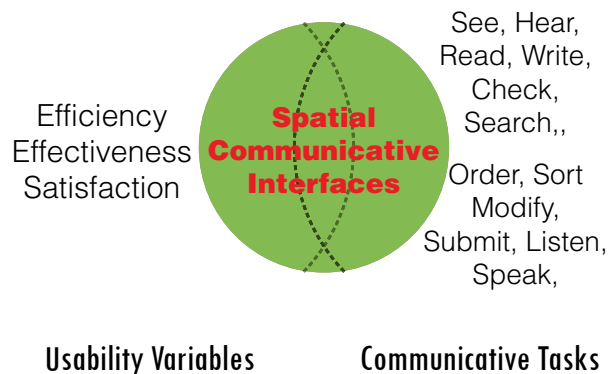 Efficiency
Effectiveness
Satisfaction
Spatial
Communicative
Interfaces
See, Hear,
Read, Write,
Check,
Search,,
Order, Sort
Modify,
Submit, Listen,
Speak,
Usability Variables
Communicative Tasks